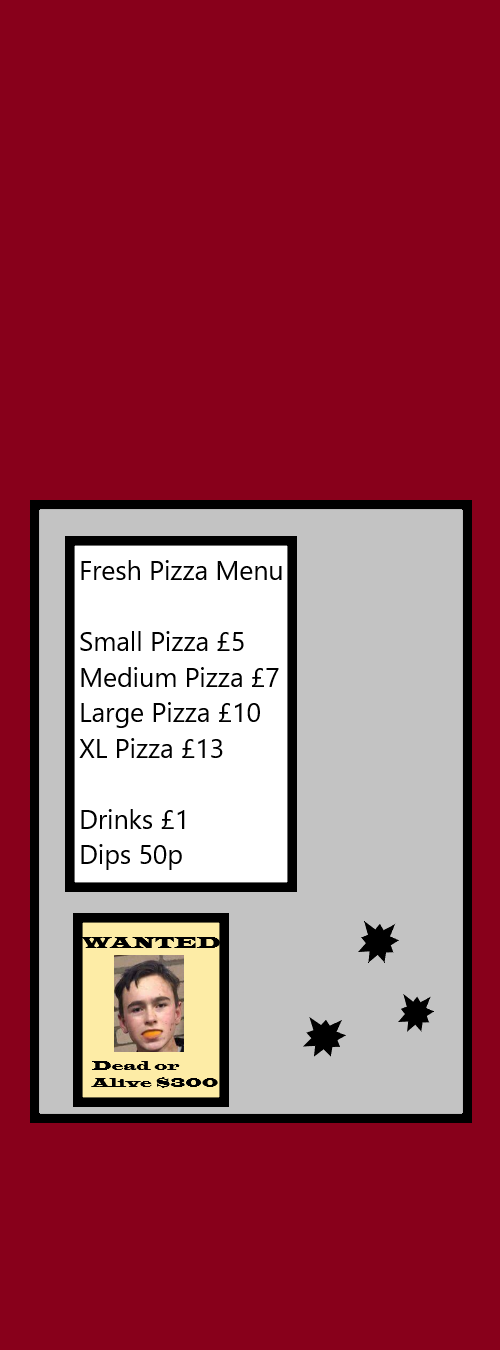 Fresh Pizza Menu
Small Pizza £5
Medium Pizza £7
Large Pizza £10
XL Pizza £13
Drinks £1
Dips 50p
WANTED
Dead or
Alive $300